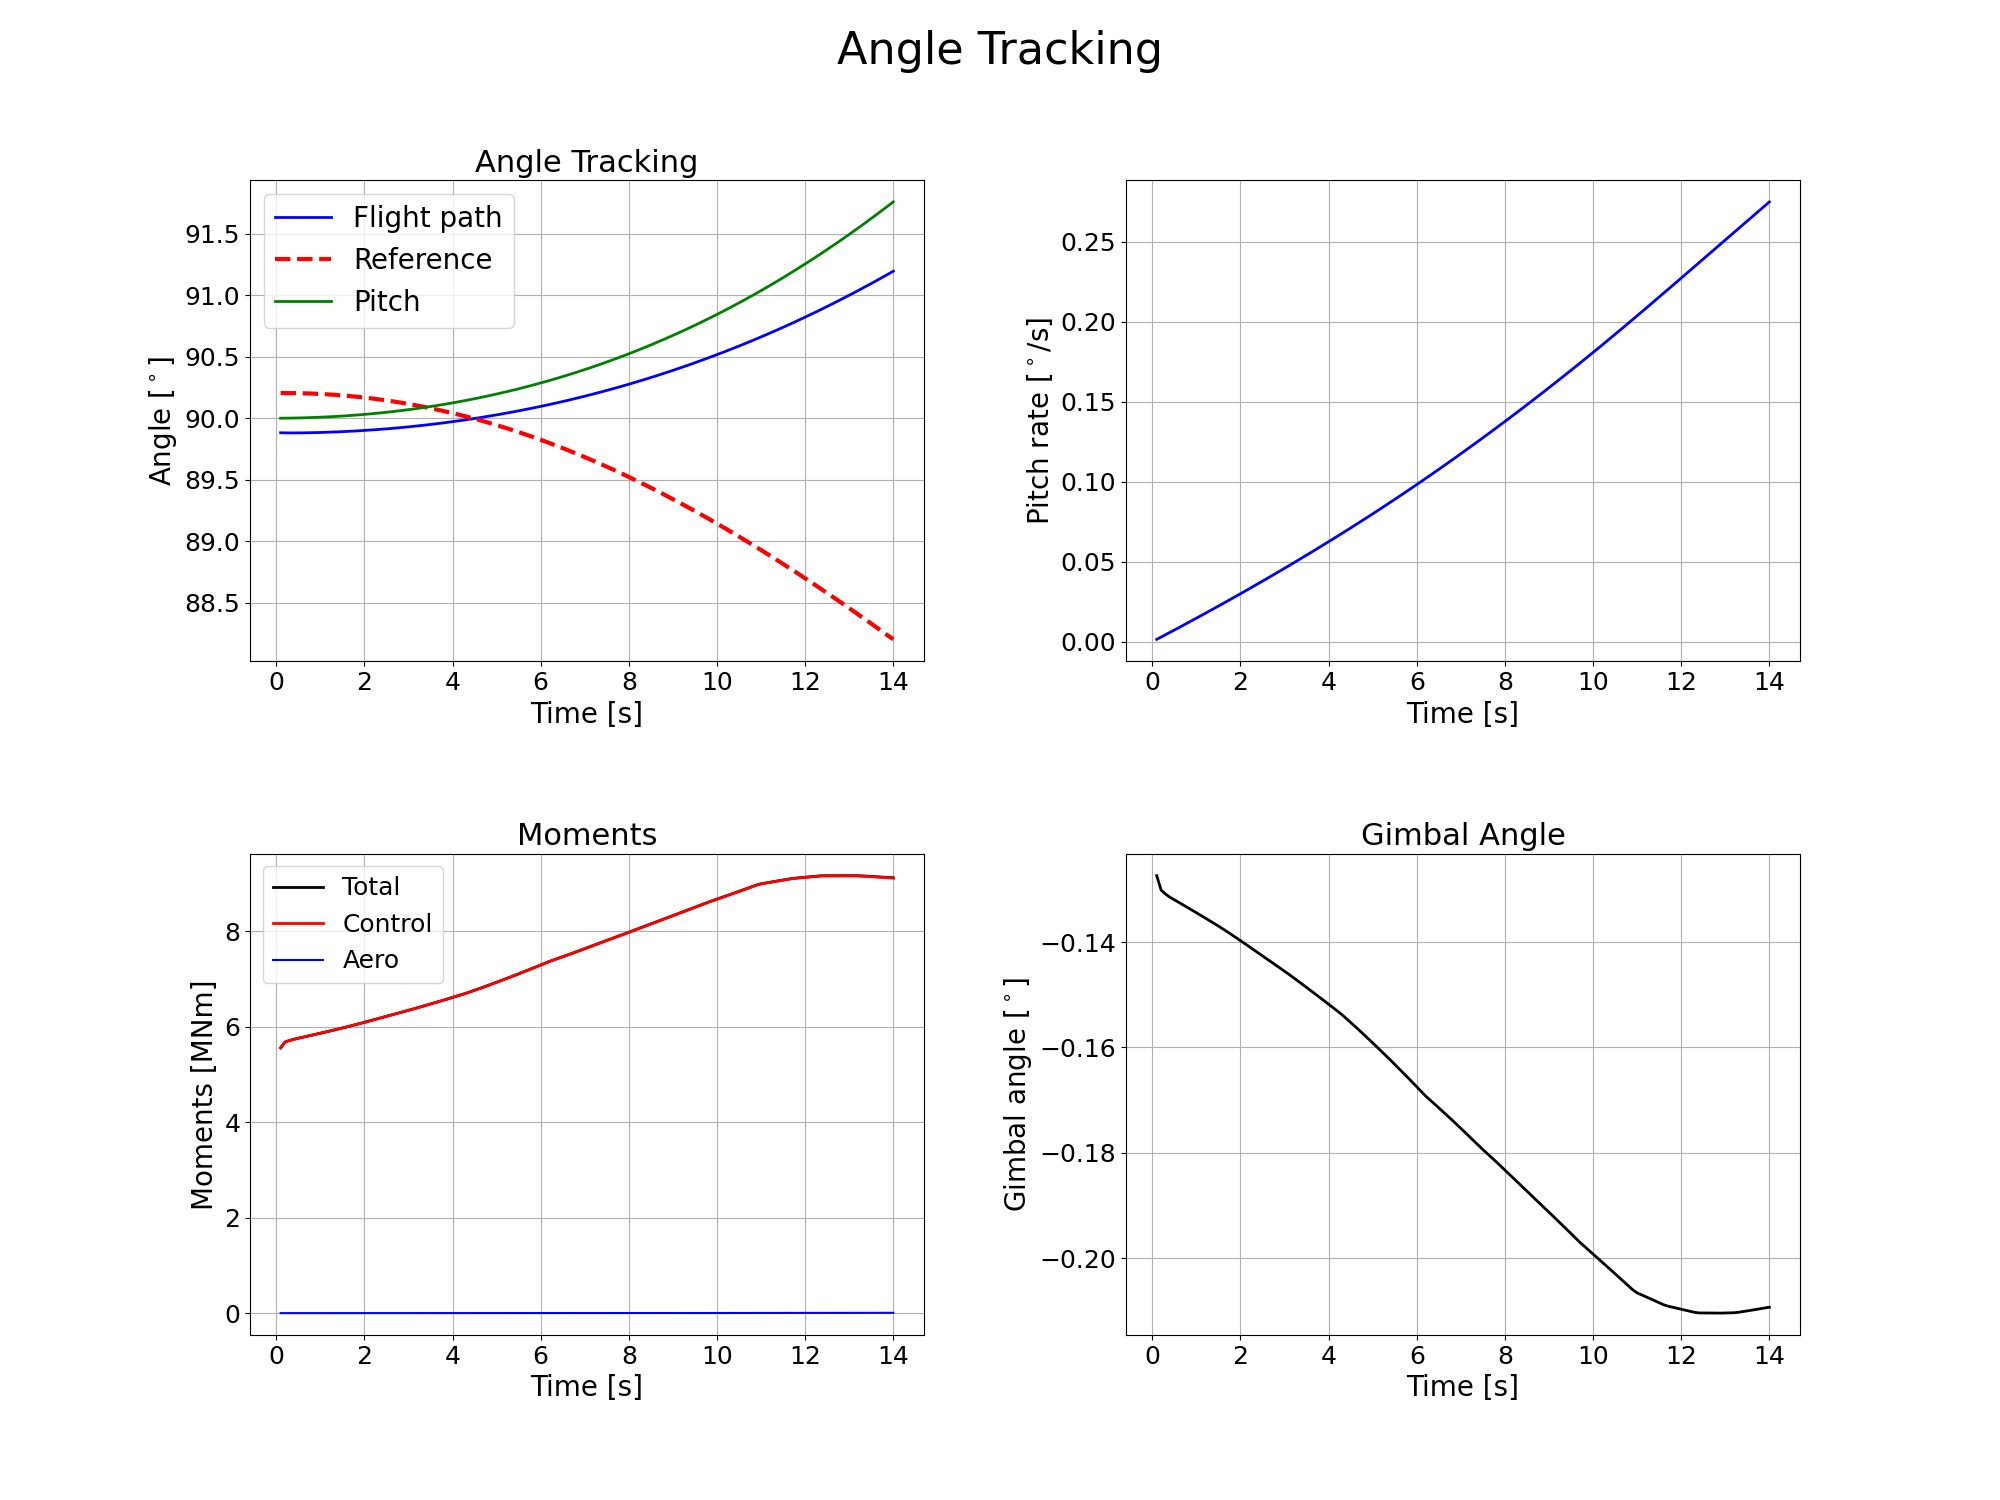 Angle Tracking
Angle Tracking
Flight path
Reference
Pitch
Angle [°]
91.5
91.0
90.5
90.0
89.5
89.0
88.5
0 2 4 6 8 10 12 14
Time [s]
Pitch rate [°/s]
0.25
0.20
0.15
0.10
0.05
0.00
0 2 4 6 8 10 12 14
Time [s]
Moments
Total
Control
Aero
Moments [MNm]
8
6
4
2
0
0 2 4 6 8 10 12 14
Time [s]
Gimbal Angle
Gimbal angle [°]
−0.14
−0.16
−0.18
−0.20
0 2 4 6 8 10 12 14
Time [s]